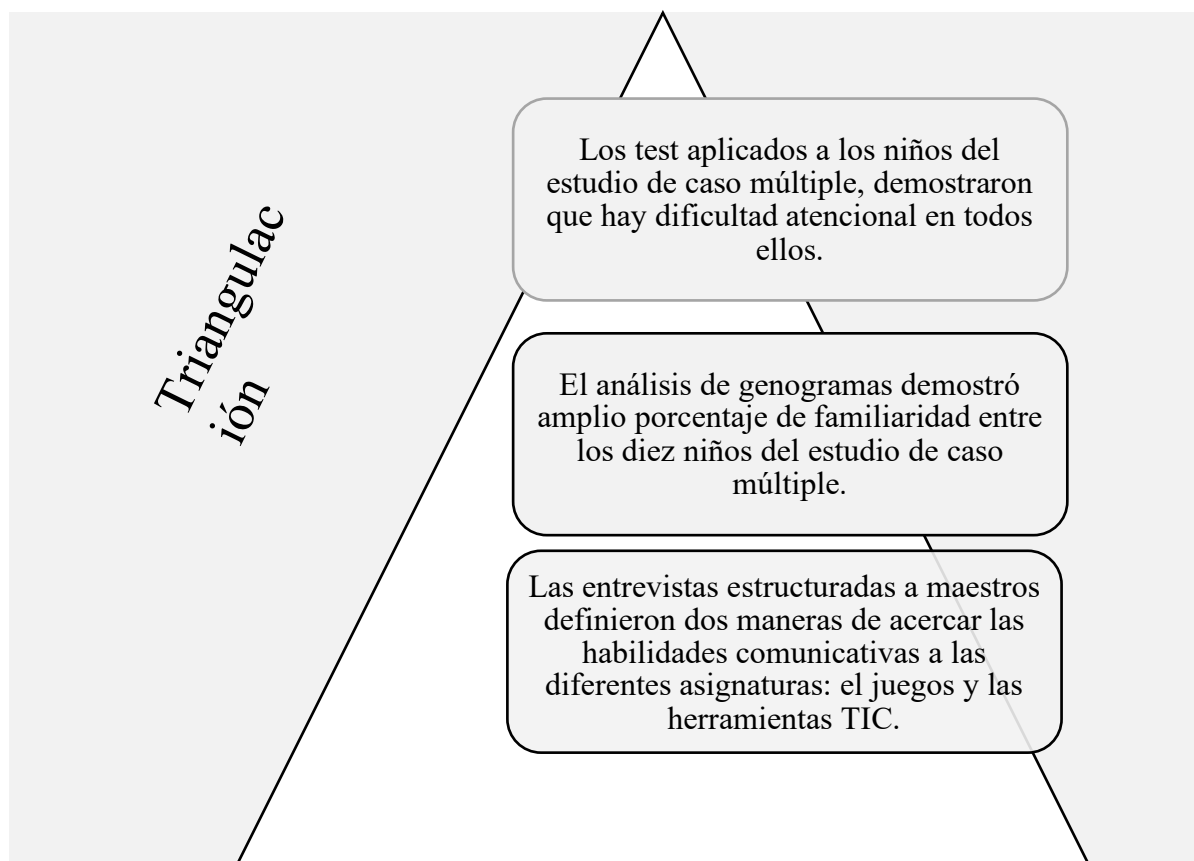 Triangulac
ión
Los test aplicados a los niños del
estudio de caso múltiple, demostraron
que hay dificultad atencional en todos
ellos.
El análisis de genogramas demostró
amplio porcentaje de familiaridad entre
los diez niños del estudio de caso
múltiple.
Las entrevistas estructuradas a maestros
definieron dos maneras de acercar las
habilidades comunicativas a las
diferentes asignaturas: el juegos y las
herramientas TIC.